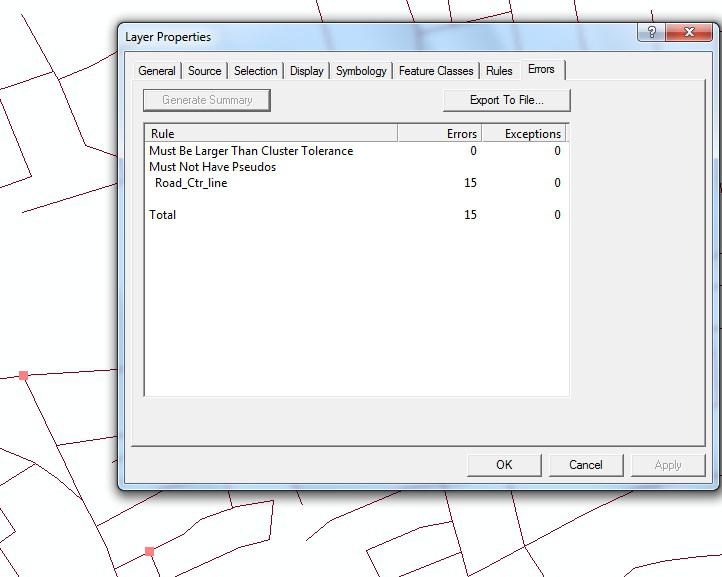 Layer Properties
General Source Selection Display Symbology Feature Classes Rules Errors
Generate Summary Export To File...
Rule Errors Exceptions
Must Be Larger Than Cluster Tolerance 0 0
Must Not Have Pseudos
Road_Ctr_line 15 0
Total 15 0
OK Cancel Apply